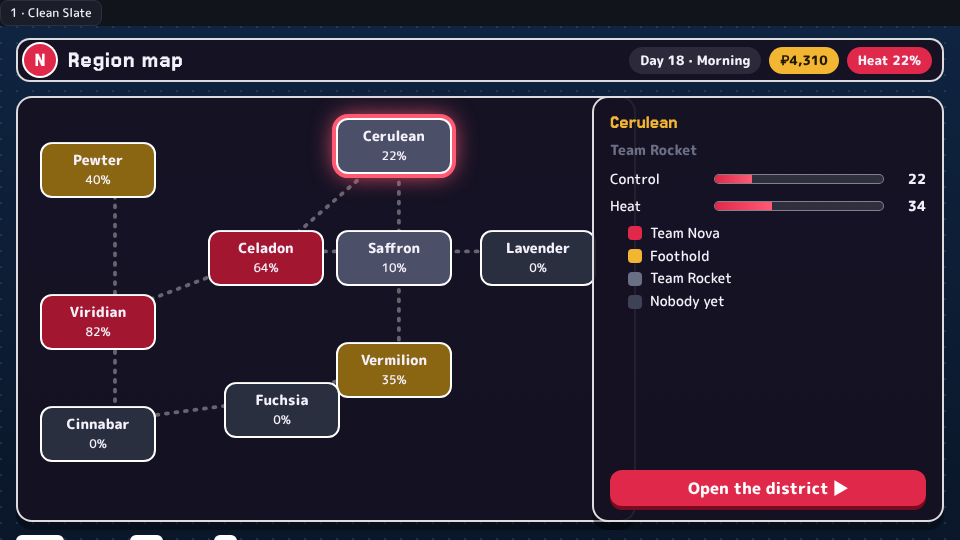 1 · Clean Slate
N
Region map
Day 18 · Morning
₽4,310
Heat 22%
Cerulean
22%
Pewter
40%
Celadon
64%
Saffron
10%
Lavender
0%
Viridian
82%
Vermilion
35%
Fuchsia
0%
Cinnabar
0%
Cerulean
Team Rocket
Control 22
Heat 34
Team Nova
Foothold
Team Rocket
Nobody yet
Open the district ▶